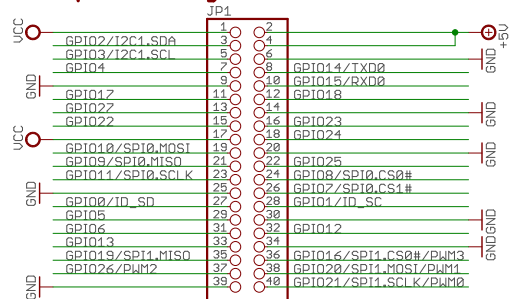 JP1
VCC 1 2 +5V
GPIO2/I2C1.SDA 3 4
GPIO3/I2C1.SCL 5 6 GND
GPIO4 7 8 GPIO14/TXD0
GND 9 10 GPIO15/RXD0
GPIO17 11 12 GPIO18
GPIO27 13 14 GND
GPIO22 15 16 GPIO23
VCC 17 18 GPIO24
GPIO10/SPI0.MOSI 19 20 GND
GPIO9/SPI0.MISO 21 22 GPIO25
GPIO11/SPI0.SCLK 23 24 GPIO8/SPI0.CS0#
GND 25 26 GPIO7/SPI0.CS1#
GPIO0/ID_SD 27 28 GPIO1/ID_SC
GPIO5 29 30 GND
GPIO6 31 32 GPIO12
GPIO13 33 34 GND
GPIO19/SPI1.MISO 35 36 GPIO16/SPI1.CS0#/PWM3
GPIO26/PWM2 37 38 GPIO20/SPI1.MOSI/PWM1
GND 39 40 GPIO21/SPI1.SCLK/PWM0